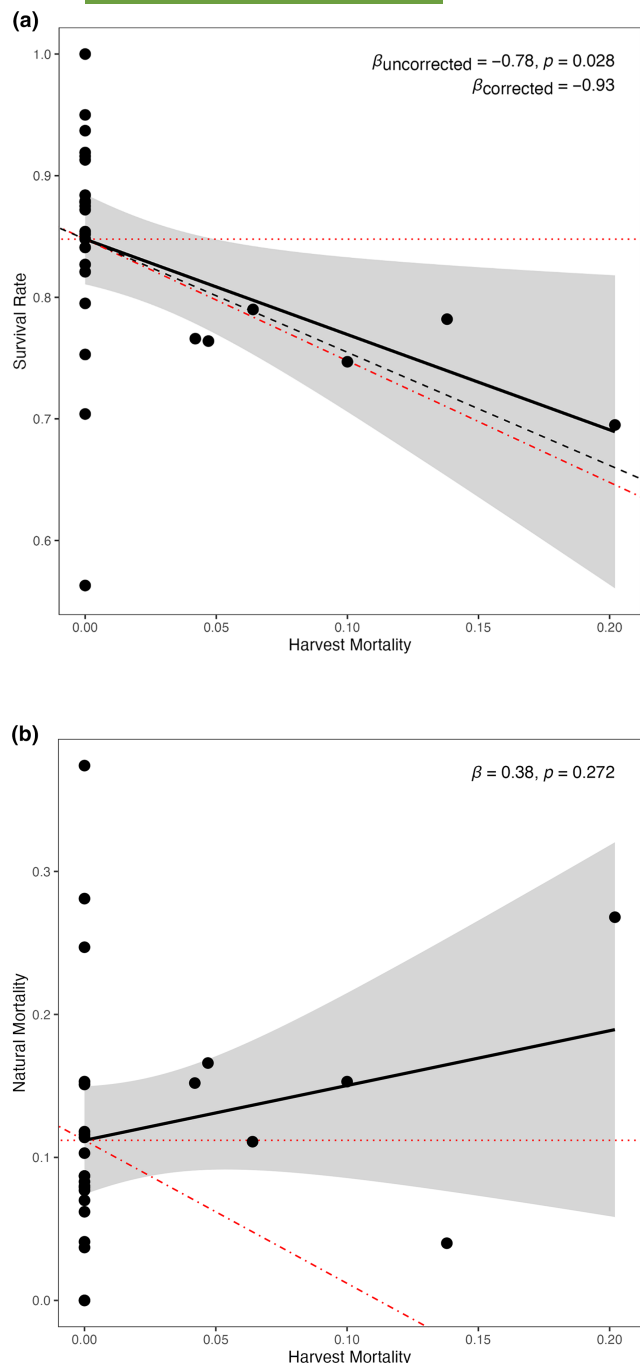 (a)
βuncorrected = −0.78, p = 0.028
βcorrected = −0.93
1.0
0.9
0.8
0.7
0.6
Survival Rate
0.00 0.05 0.10 0.15 0.20
Harvest Mortality
(b)
β = 0.38, p = 0.272
0.3
0.2
0.1
0.0
Natural Mortality
0.00 0.05 0.10 0.15 0.20
Harvest Mortality